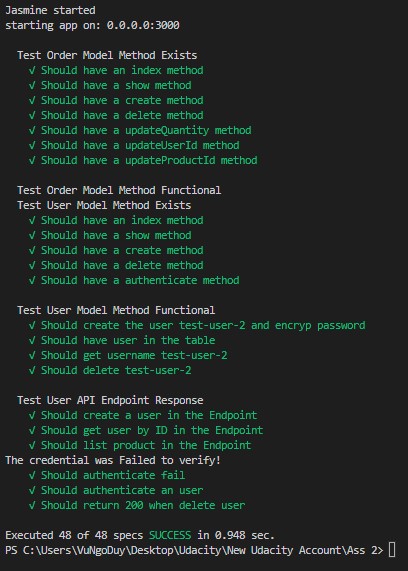 Jasmine started
starting app on: 0.0.0.0:3000
Test Order Model Method Exists
√ Should have an index method
√ Should have a show method
√ Should have a create method
√ Should have a delete method
√ Should have a updateQuantity method
√ Should have a updateUserId method
√ Should have a updateProductId method
Test Order Model Method Functional
Test User Model Method Exists
√ Should have an index method
√ Should have a show method
√ Should have a create method
√ Should have a delete method
√ Should have a authenticate method
Test User Model Method Functional
√ Should create the user test-user-2 and encryp password
√ Should have user in the table
√ Should get username test-user-2
√ Should delete test-user-2
Test User API Endpoint Response
√ Should create a user in the Endpoint
√ Should get user by ID in the Endpoint
√ Should list product in the Endpoint
The credential was Failed to verify!
√ Should authenticate fail
√ Should authenticate an user
√ Should return 200 when delete user
Executed 48 of 48 specs SUCCESS in 0.948 sec.
PS C:\Users\VuNgoDuy\Desktop\Udacity\New Udacity Account\Ass 2>